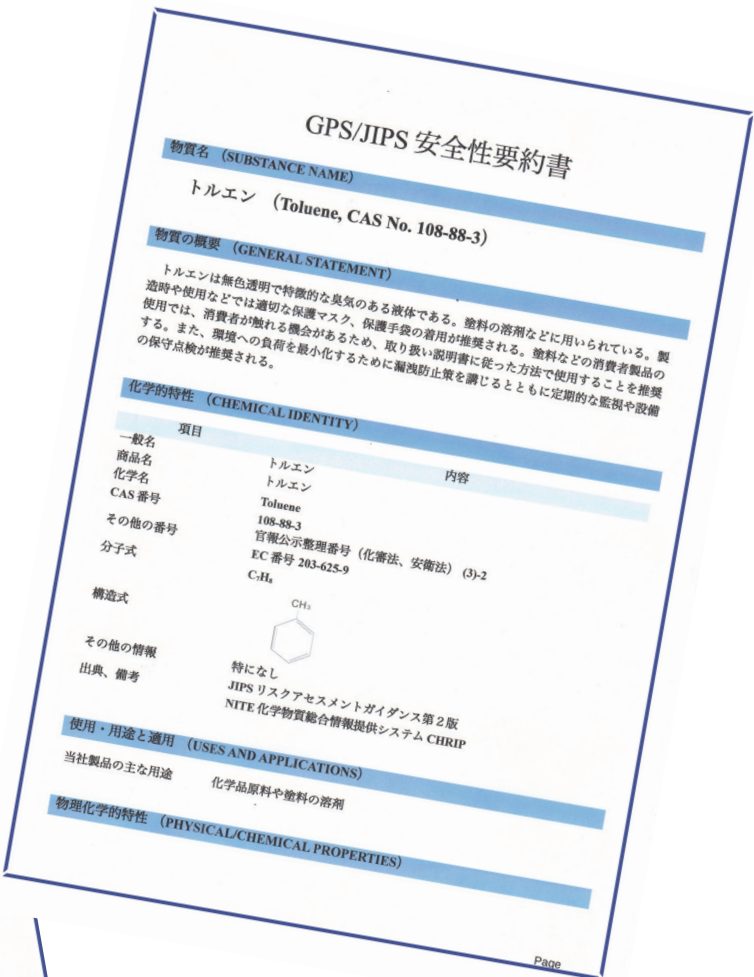 GPS/JIPS 安全性要約書
物質名 （SUBSTANCE NAME）
トルエン （Toluene, CAS No. 108-88-3）
物質の概要 （GENERAL STATEMENT）
トルエンは無色透明で特徴的な臭気のある液体である。塗料の溶剤などに用いられている。製
造時や使用などでは適切な保護マスク、保護手袋の着用が推奨される。塗料などの消費者製品の
使用では、消費者が触れる機会があるため、取り扱い説明書に従った方法で使用することを推奨
する。また、環境への負荷を最小化するために漏洩防止策を講じるとともに定期的な監視や設備
の保守点検が推奨される。
化学的特性 （CHEMICAL IDENTITY）
項目 内容
一般名 トルエン
商品名 トルエン
化学名 Toluene
CAS 番号 108-88-3
その他の番号 官報公示整理番号（化審法、安衛法） (3)-2
EC 番号 203-625-9
分子式 C₇H₈
構造式 CH₃
その他の情報 特になし
出典、備考 JIPS リスクアセスメントガイダンス第２版
NITE 化学物質総合情報提供システム CHRIP
使用・用途と適用 （USES AND APPLICATIONS）
当社製品の主な用途 化学品原料や塗料の溶剤
物理化学的特性 （PHYSICAL/CHEMICAL PROPERTIES）
Page